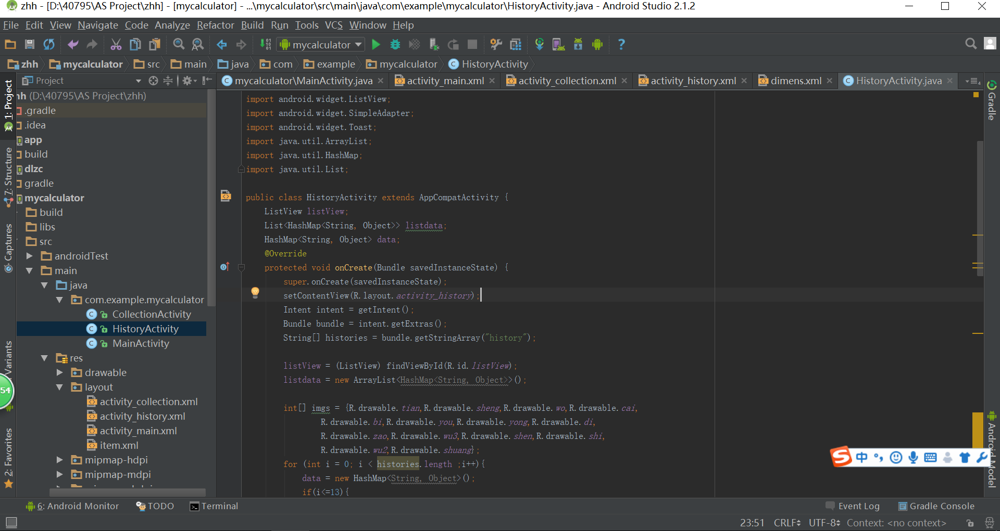 zhh - [D:\40795\AS Project\zhh] - [mycalculator] - ...\mycalculator\src\main\java\com\example\mycalculator\HistoryActivity.java - Android Studio 2.1.2
File Edit View Navigate Code Analyze Refactor Build Run Tools VCS Window Help
mycalculator
zhh mycalculator src main java com example mycalculator HistoryActivity
Project
mycalculator\MainActivity.java activity_main.xml activity_collection.xml activity_history.xml dimens.xml HistoryActivity.java
4
1: Project
7: Structure
Captures
Variants
2: Favorites
54
hh (D:\40795\AS Project\zhh)
.gradle
.idea
app
build
dlzc
gradle
mycalculator
build
libs
src
androidTest
main
java
com.example.mycalculator
CollectionActivity
HistoryActivity
MainActivity
res
drawable
layout
activity_collection.xml
activity_history.xml
activity_main.xml
item.xml
mipmap-hdpi
mipmap-mdpi
import android.widget.ListView;
import android.widget.SimpleAdapter;
import android.widget.Toast;
import java.util.ArrayList;
import java.util.HashMap;
import java.util.List;
public class HistoryActivity extends AppCompatActivity {
ListView listView;
List<HashMap<String, Object>> listdata;
HashMap<String, Object> data;
@Override
protected void onCreate(Bundle savedInstanceState) {
super.onCreate(savedInstanceState);
setContentView(R.layout.activity_history);
Intent intent = getIntent();
Bundle bundle = intent.getExtras();
String[] histories = bundle.getStringArray("history");
listView = (ListView) findViewById(R.id.listView);
listdata = new ArrayList<HashMap<String, Object>>();
int[] imgs = {R.drawable.tian,R.drawable.sheng,R.drawable.wo,R.drawable.cai,
R.drawable.bi,R.drawable.you,R.drawable.yong,R.drawable.di,
R.drawable.zao,R.drawable.wu3,R.drawable.shen,R.drawable.shi,
R.drawable.wu2,R.drawable.shuang};
for (int i = 0; i < histories.length ;i++){
data = new HashMap<String, Object>();
if(i<=13){
Gradle
Android Model
中
6: Android Monitor TODO Terminal Event Log Gradle Console
23:51 CRLF UTF-8 Context: <no context>